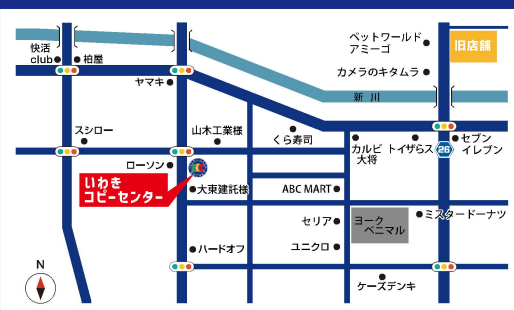 快活
club
柏屋
ペットワールド
アミーゴ
旧店舗
カメラのキタムラ
ヤマキ
新川
スシロー
山木工業様
くら寿司
カルビ
大将
トイザらス
26
セブン
イレブン
ローソン
いわき
コピーセンター
大東建託様
ABC MART
セリア
ヨーク
ベニマル
ミスタードーナツ
ハードオフ
ユニクロ
ケーズデンキ
N